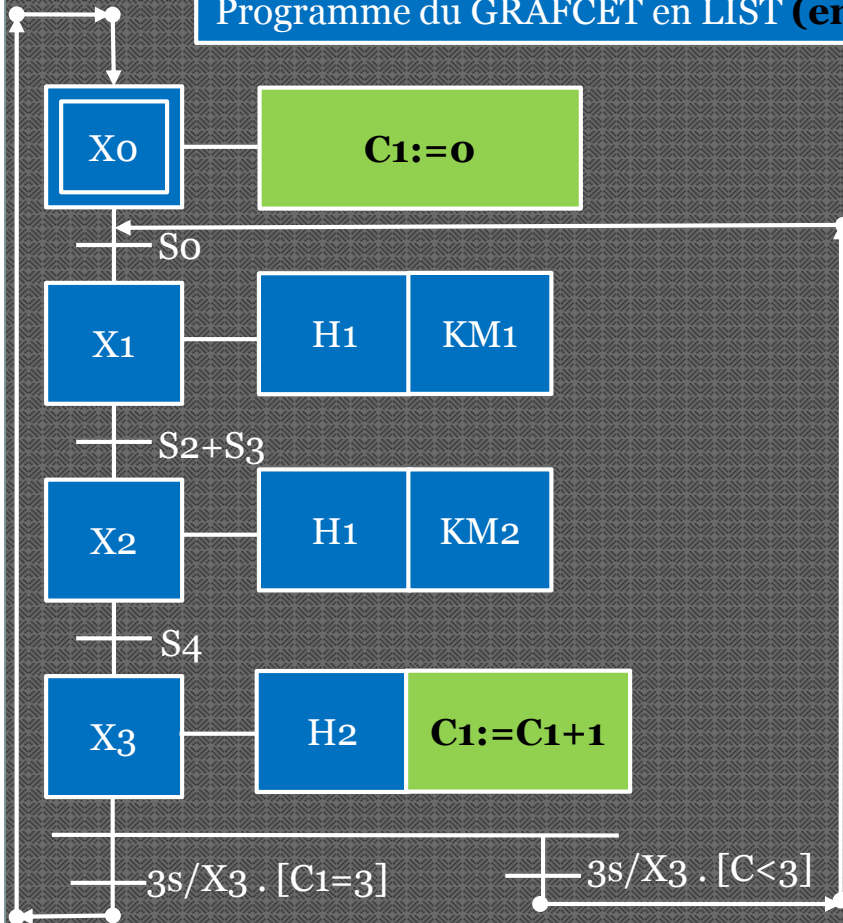 Programme du GRAFCET en LIST (en
X0
C1:=0
S0
X1
H1
KM1
S2+S3
X2
H1
KM2
S4
X3
H2
C1:=C1+1
3s/X3 . [C1=3]
3s/X3 . [C<3]